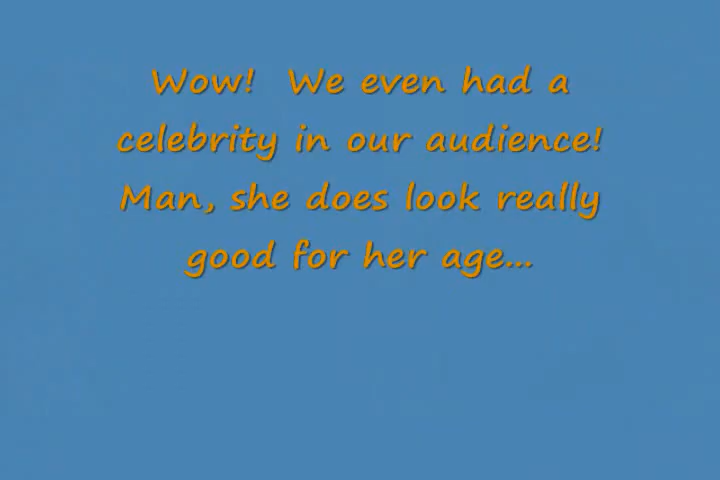 Wow!  We even had a
celebrity in our audience!
Man, she does look really
good for her age...